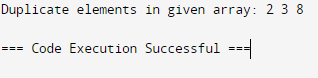 Duplicate elements in given array: 2 3 8
=== Code Execution Successful ===